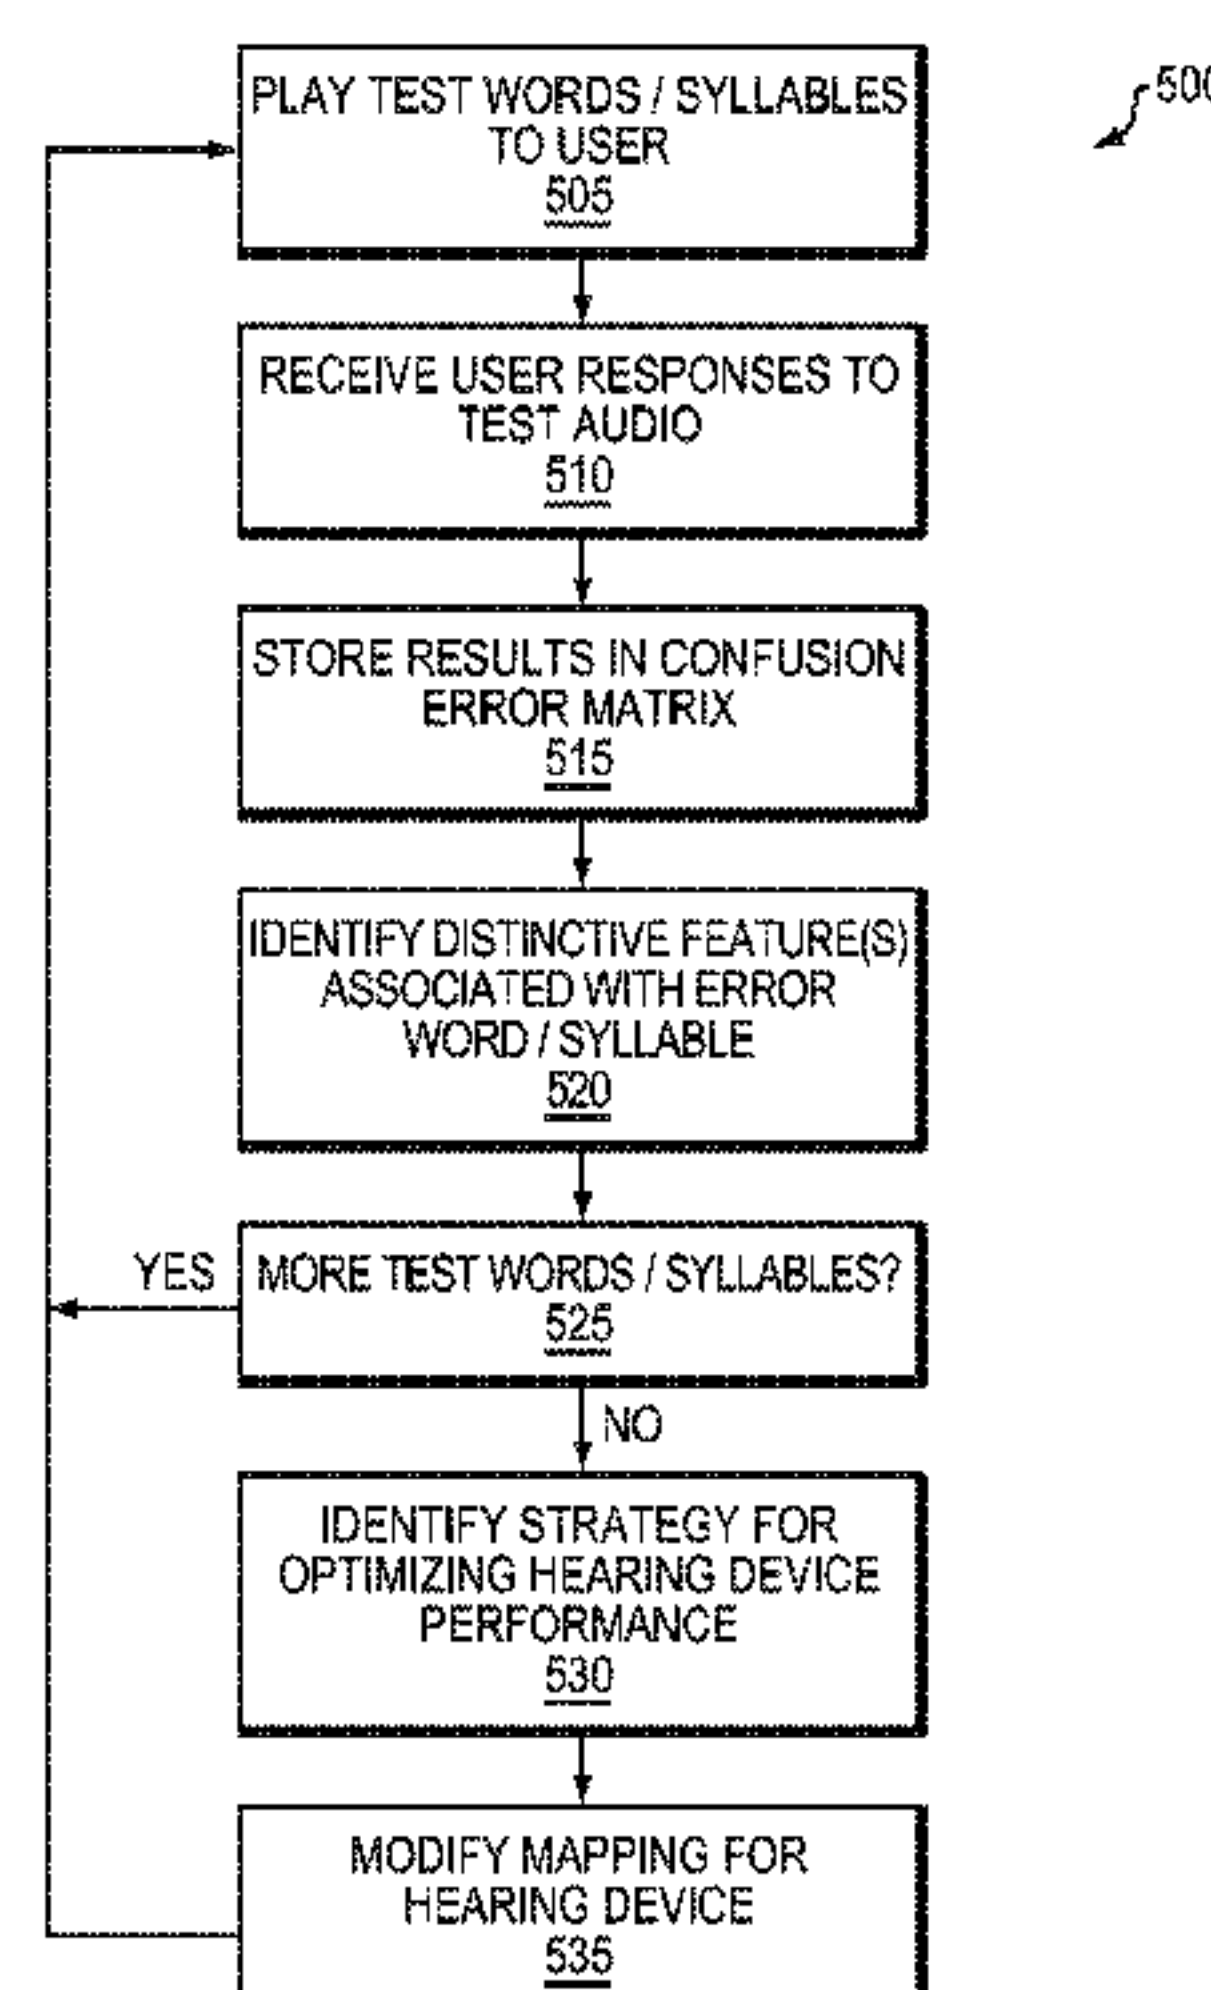 500
PLAY TEST WORDS / SYLLABLES
TO USER
505
RECEIVE USER RESPONSES TO
TEST AUDIO
510
STORE RESULTS IN CONFUSION
ERROR MATRIX
515
IDENTIFY DISTINCTIVE FEATURE(S)
ASSOCIATED WITH ERROR
WORD / SYLLABLE
520
YES
MORE TEST WORDS / SYLLABLES?
525
NO
IDENTIFY STRATEGY FOR
OPTIMIZING HEARING DEVICE
PERFORMANCE
530
MODIFY MAPPING FOR
HEARING DEVICE
535